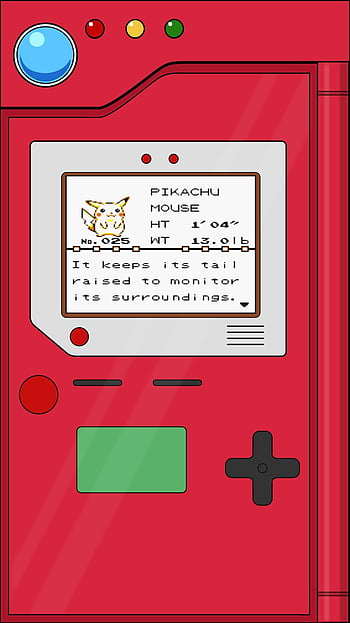 PIKACHU
MOUSE
HT 1'04"
No.025 WT 13.0lb
It keeps its tail
raised to monitor
its surroundings.